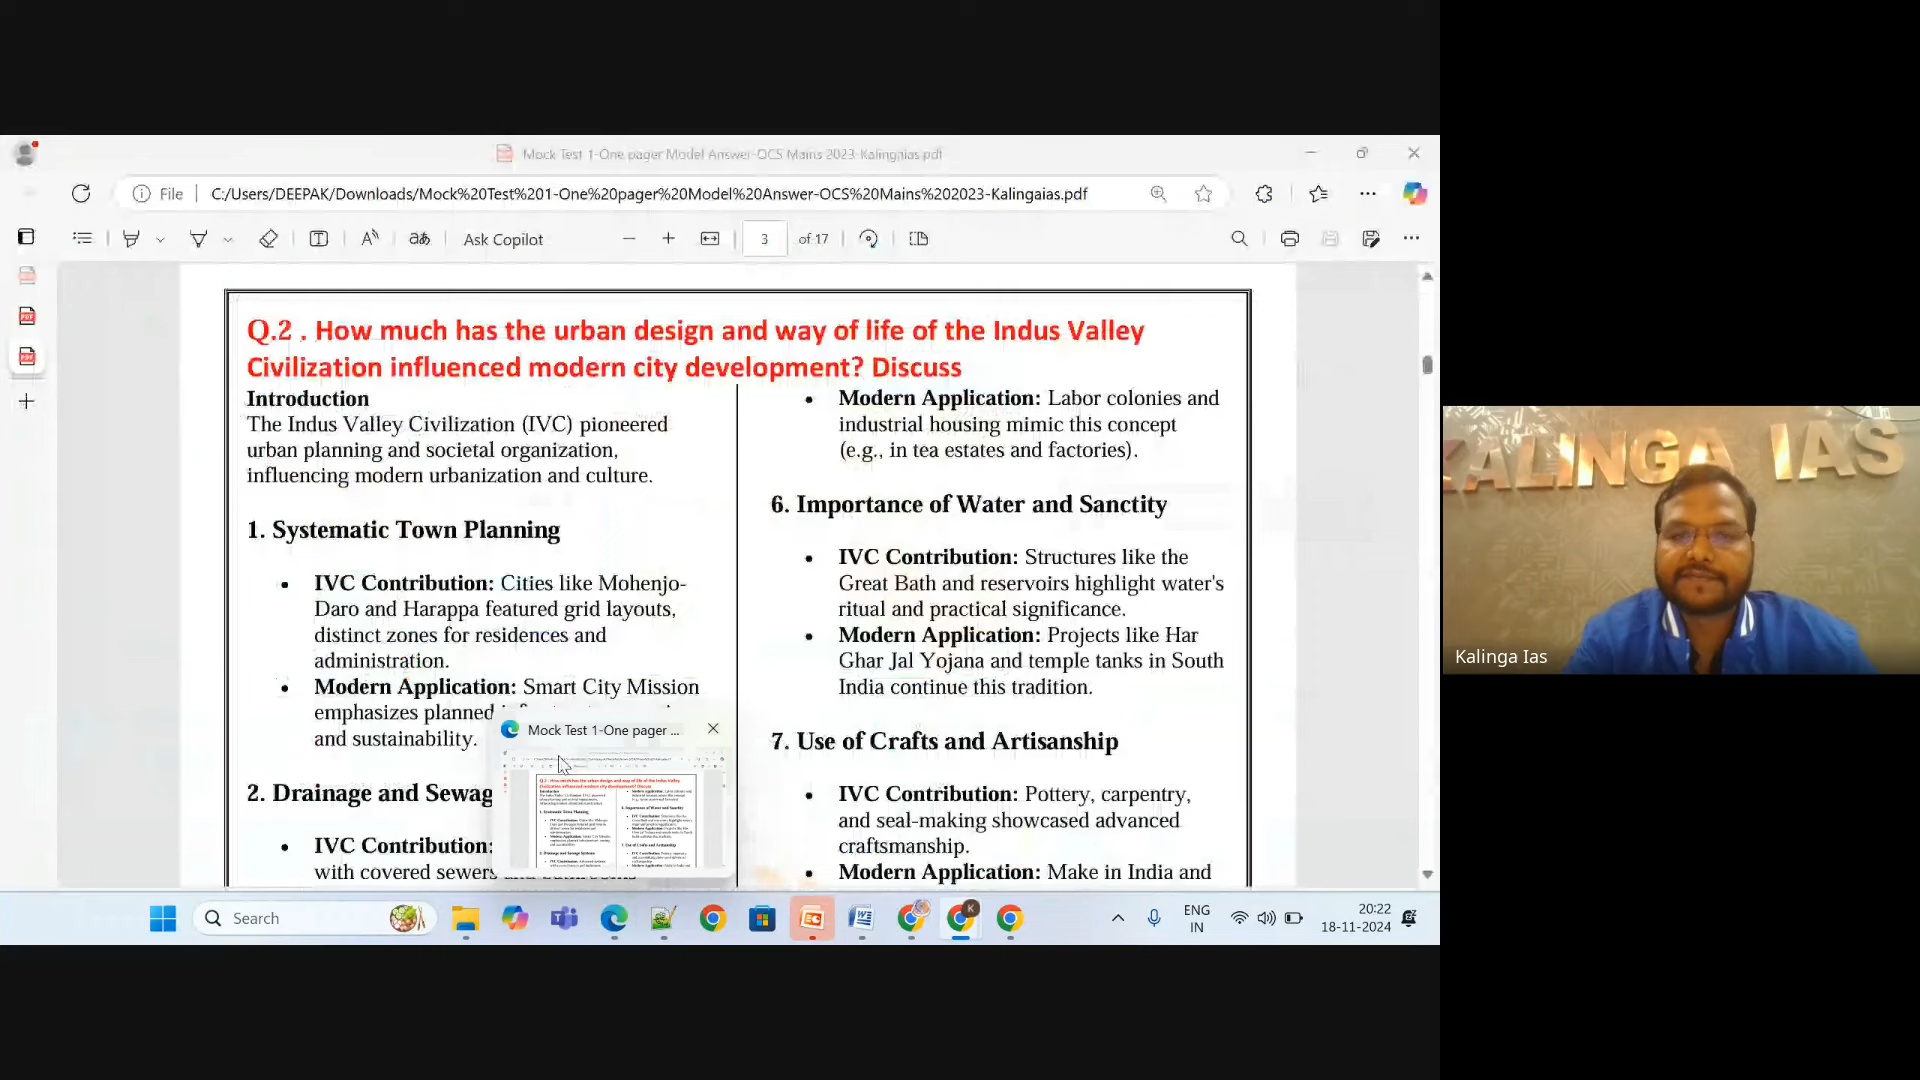 Mock Test 1-One pager Model Answer-OCS Mains 2023-Kalingaias.pdf
File
C:/Users/DEEPAK/Downloads/Mock%20Test%201-One%20pager%20Model%20Answer-OCS%20Mains%202023-Kalingaias.pdf
Ask Copilot
3
of 17
Q.2 . How much has the urban design and way of life of the Indus Valley
Civilization influenced modern city development? Discuss
Introduction
The Indus Valley Civilization (IVC) pioneered
urban planning and societal organization,
influencing modern urbanization and culture.
1. Systematic Town Planning
• IVC Contribution: Cities like Mohenjo-
Daro and Harappa featured grid layouts,
distinct zones for residences and
administration.
• Modern Application: Smart City Mission
emphasizes planned
and sustainability.
2. Drainage and Sewag
• IVC Contribution:
with covered sewers
• Modern Application: Labor colonies and
industrial housing mimic this concept
(e.g., in tea estates and factories).
6. Importance of Water and Sanctity
• IVC Contribution: Structures like the
Great Bath and reservoirs highlight water's
ritual and practical significance.
• Modern Application: Projects like Har
Ghar Jal Yojana and temple tanks in South
India continue this tradition.
7. Use of Crafts and Artisanship
• IVC Contribution: Pottery, carpentry,
and seal-making showcased advanced
craftsmanship.
• Modern Application: Make in India and
Mock Test 1-One pager ...
Search
ENG
IN
20:22
18-11-2024
KALINGA IAS
Kalinga Ias